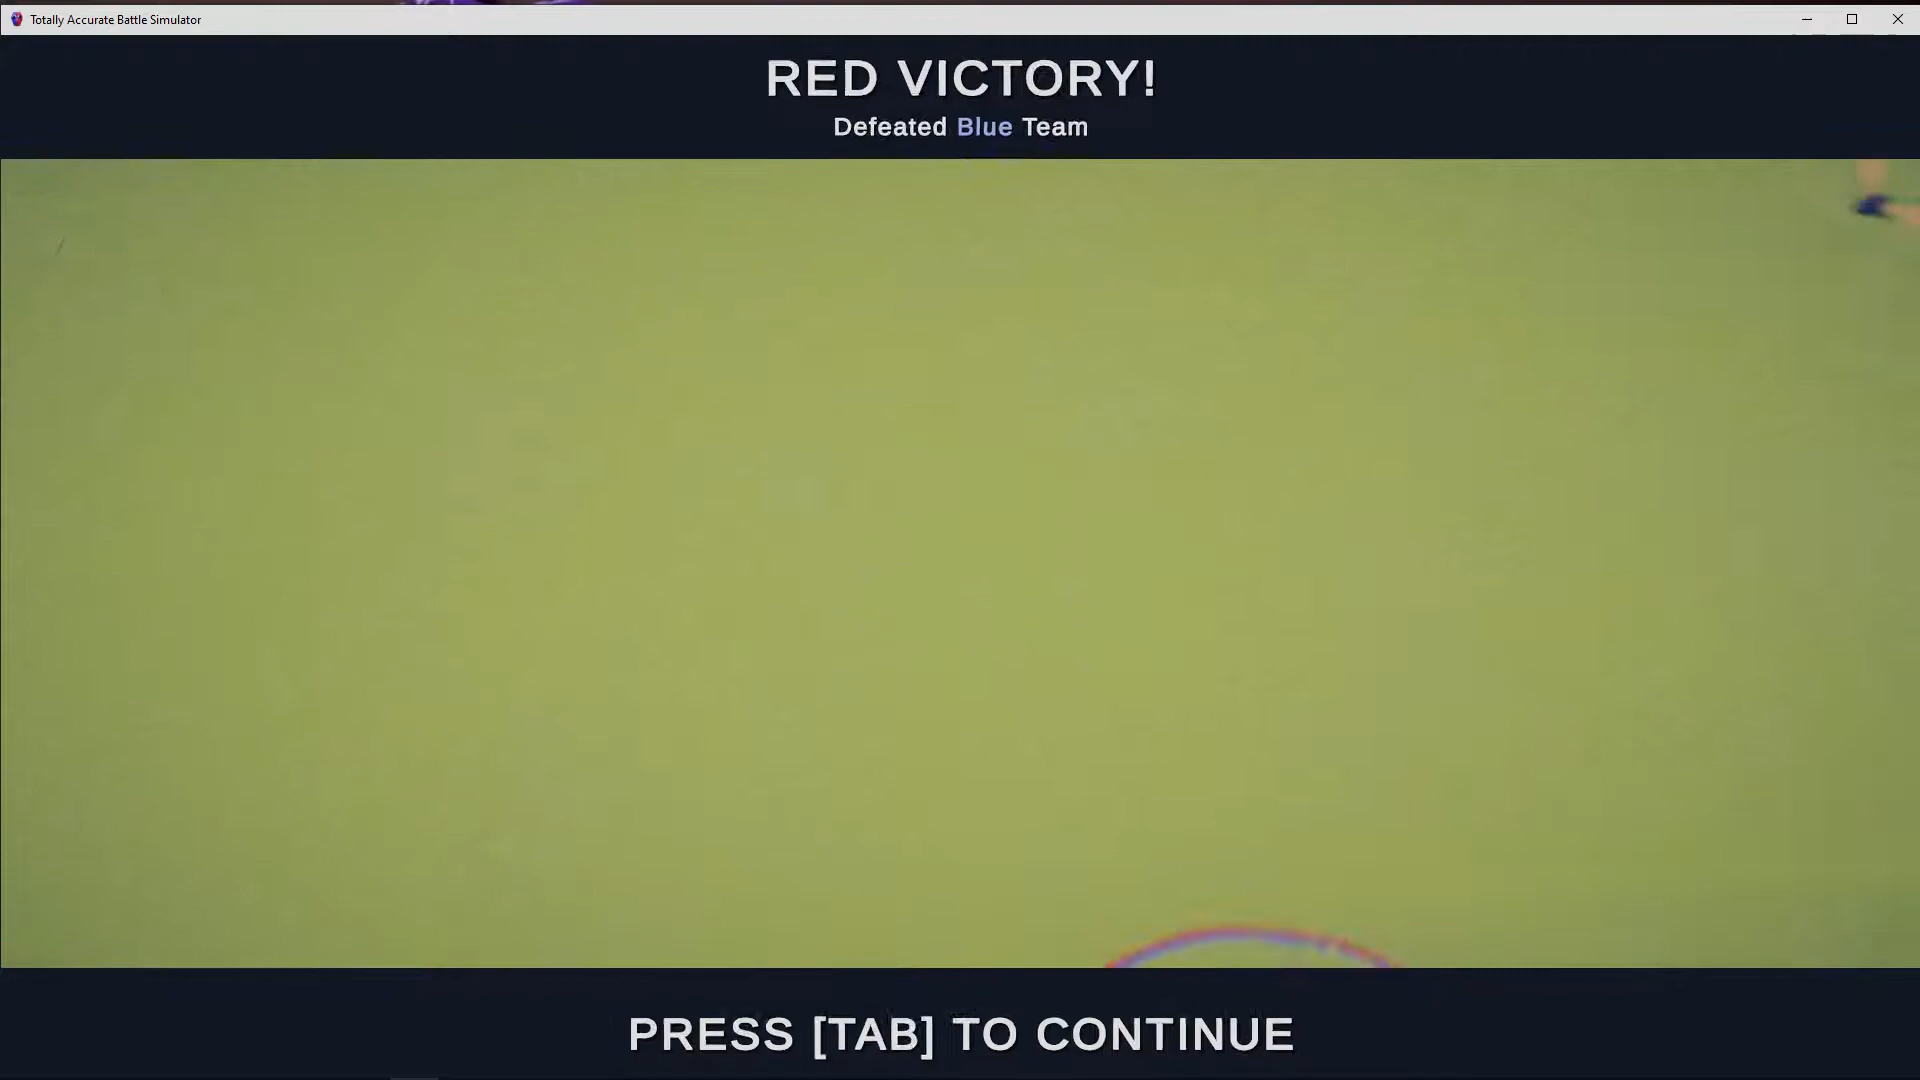 Totally Accurate Battle Simulator
RED VICTORY!
Defeated Blue Team
PRESS [TAB] TO CONTINUE